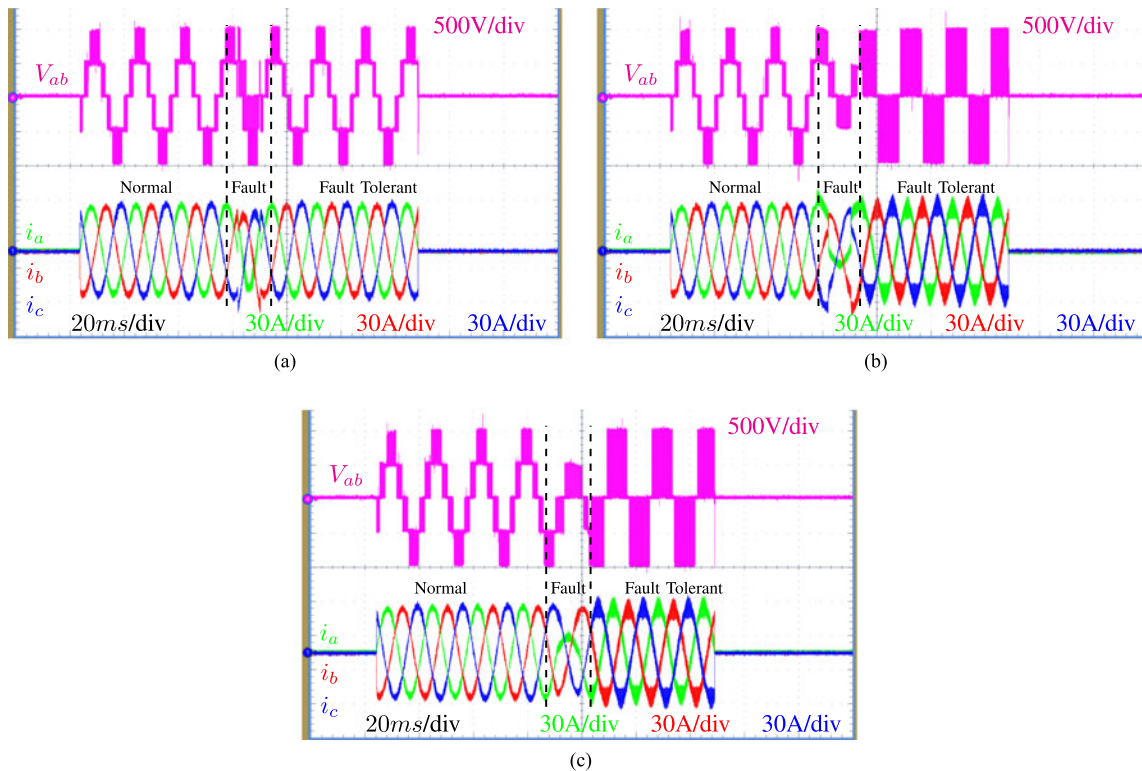 500V/div
V_ab
Normal Fault Fault Tolerant
i_a
i_b
i_c
20ms/div 30A/div 30A/div 30A/div
(a)
500V/div
V_ab
Normal Fault Fault Tolerant
i_a
i_b
i_c
20ms/div 30A/div 30A/div 30A/div
(b)
500V/div
V_ab
Normal Fault Fault Tolerant
i_a
i_b
i_c
20ms/div 30A/div 30A/div 30A/div
(c)